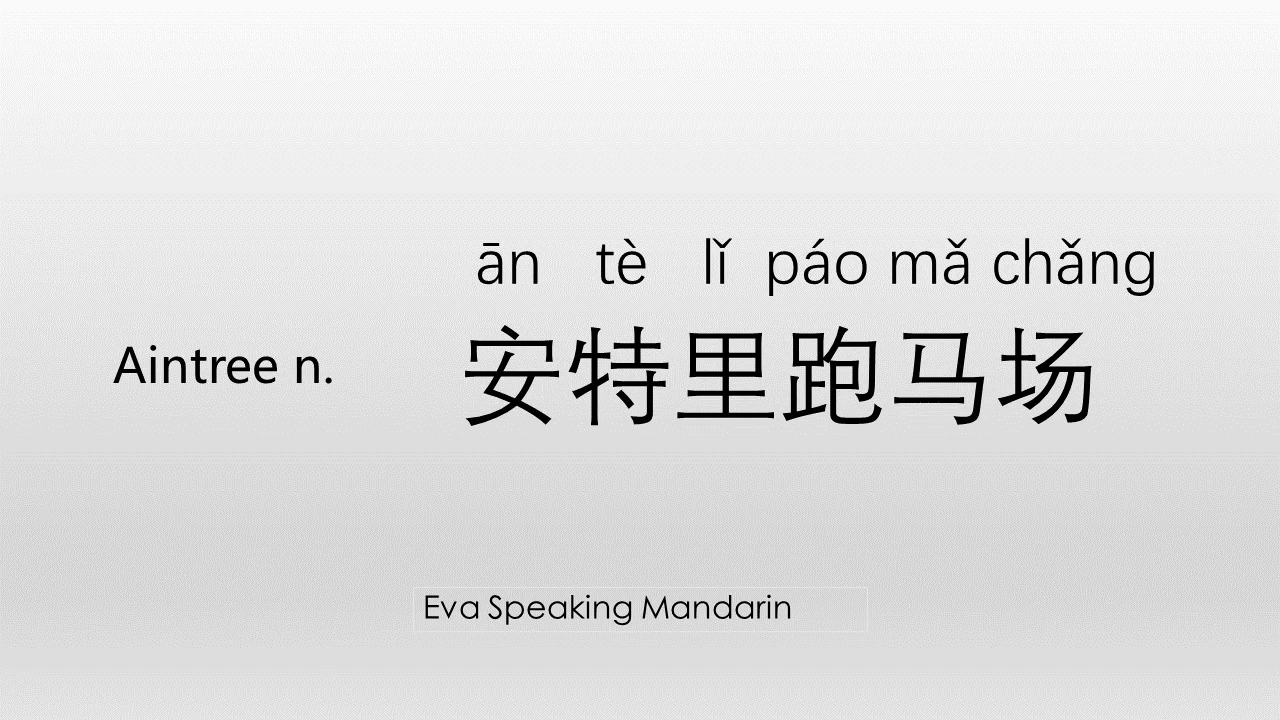 ān tè lǐ páo mǎ chǎng
Aintree n. 安特里跑马场
Eva Speaking Mandarin